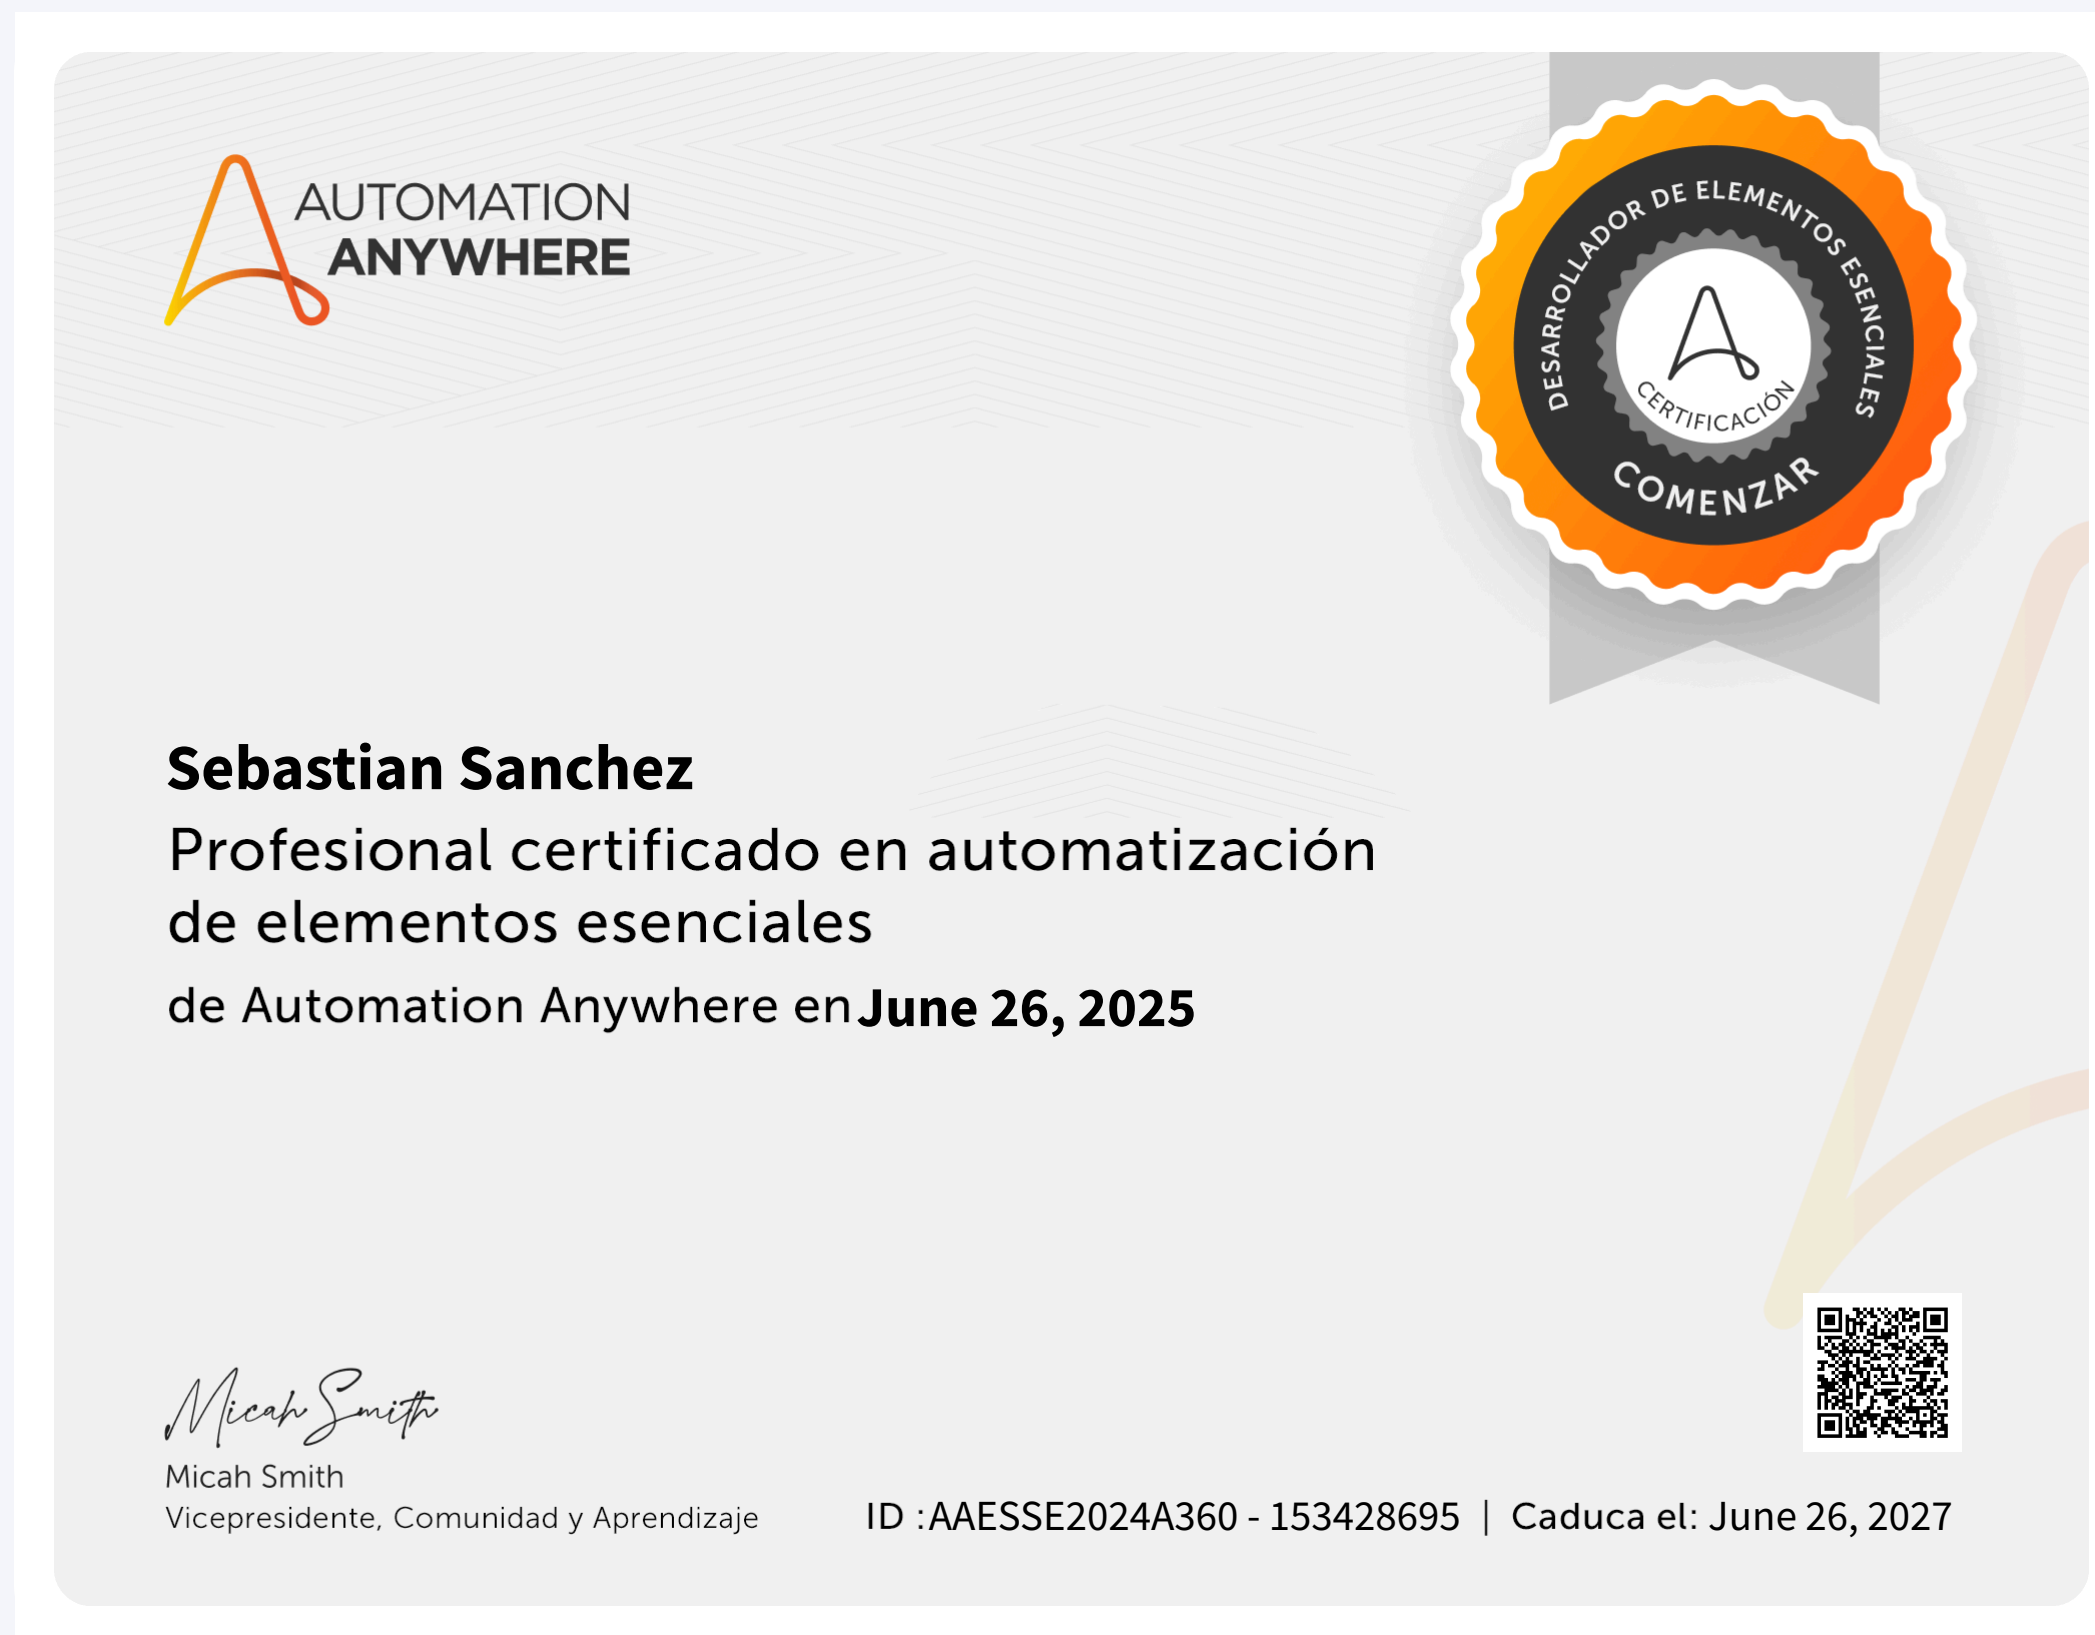 AUTOMATION
ANYWHERE
DESARROLLADOR DE ELEMENTOS ESENCIALES
CERTIFICACIÓN
COMENZAR
Sebastian Sanchez
Profesional certificado en automatización
de elementos esenciales
de Automation Anywhere en June 26, 2025
Micah Smith
Micah Smith
Vicepresidente, Comunidad y Aprendizaje
ID : AAESSE2024A360 - 153428695 | Caduca el: June 26, 2027